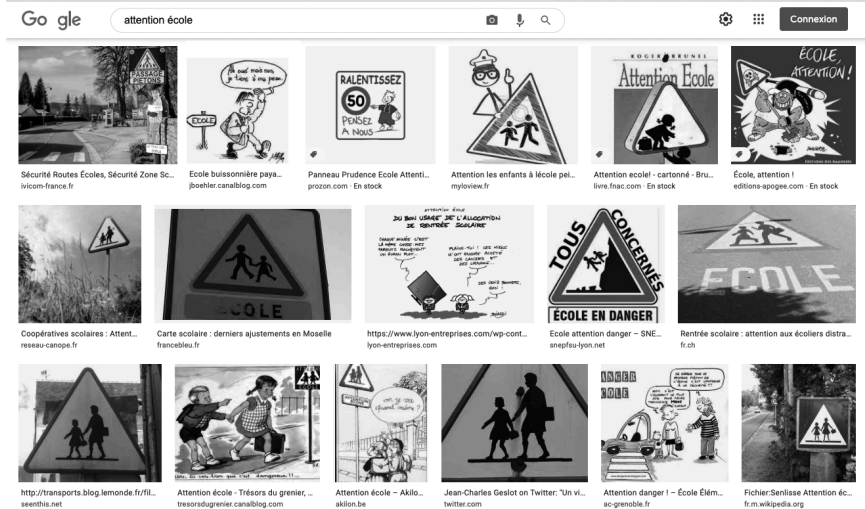 Go gle
attention école
Connexion
PASSAGE
PIETONS
ECOLE
RALENTISSEZ
50
PENSEZ
A NOUS
ROGER BRUNEL
Attention Ecole
ÉCOLE,
ATTENTION!
Sécurité Routes Écoles, Sécurité Zone Sc...
ivicom-france.fr
Ecole buissonnière paya...
jboehler.canalblog.com
Panneau Prudence Ecole Attenti...
prozon.com · En stock
Attention les enfants à lécole pei...
myloview.fr
Attention ecole! - cartonné - Bru...
livre.fnac.com · En stock
École, attention !
editions-apogee.com · En stock
ECOLE
ATTENTION ÉCOLE
DU BON USAGE DE L'ALLOCATION
DE RENTRÉE SCOLAIRE
TOUS CONCERNÉS
ÉCOLE EN DANGER
ECOLE
Coopératives scolaires : Attent...
reseau-canope.fr
Carte scolaire : derniers ajustements en Moselle
francebleu.fr
https://www.lyon-entreprises.com/wp-cont...
lyon-entreprises.com
Ecole attention danger – SNE...
snepfsu-lyon.net
Rentrée scolaire : attention aux écoliers distra...
fr.ch
ECOLE
on y va
quand même ?
http://transports.blog.lemonde.fr/fil...
seenthis.net
Attention école - Trésors du grenier, ...
tresorsdugrenier.canalblog.com
Attention école – Akilo...
akilon.be
Jean-Charles Geslot on Twitter: "Un vi...
twitter.com
Attention danger ! – École Élém...
ac-grenoble.fr
Fichier:Senlisse Attention éc...
fr.m.wikipedia.org